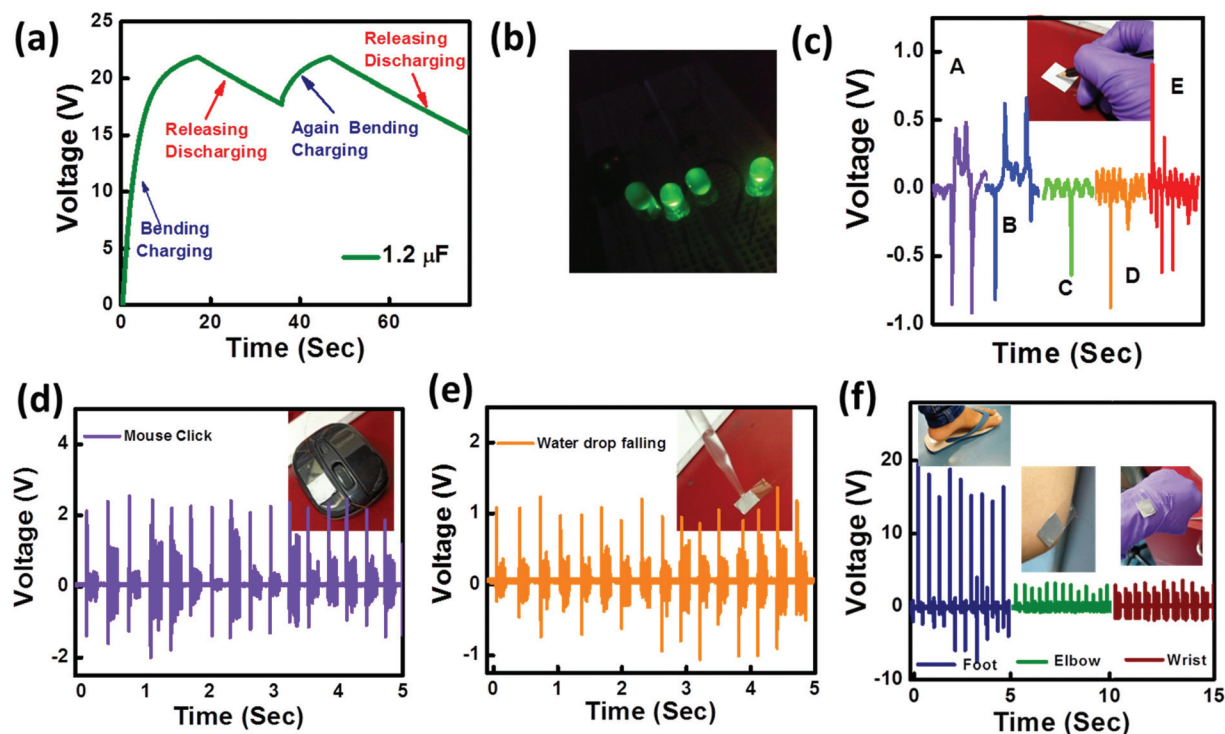 (a)
Voltage (V)
25
20
15
10
5
0
Releasing
Discharging
Releasing
Discharging
Again Bending
Charging
Bending
Charging
1.2 µF
0 20 40 60
Time (Sec)
(b)
(c)
Voltage (V)
1.0
0.5
0.0
-0.5
-1.0
A
B
C
D
E
Time (Sec)
(d)
Voltage (V)
4
2
0
-2
Mouse Click
0 1 2 3 4 5
Time (Sec)
(e)
Voltage (V)
2
1
0
-1
Water drop falling
0 1 2 3 4 5
Time (Sec)
(f)
Voltage (V)
20
10
0
-10
Foot Elbow Wrist
0 5 10 15
Time (Sec)